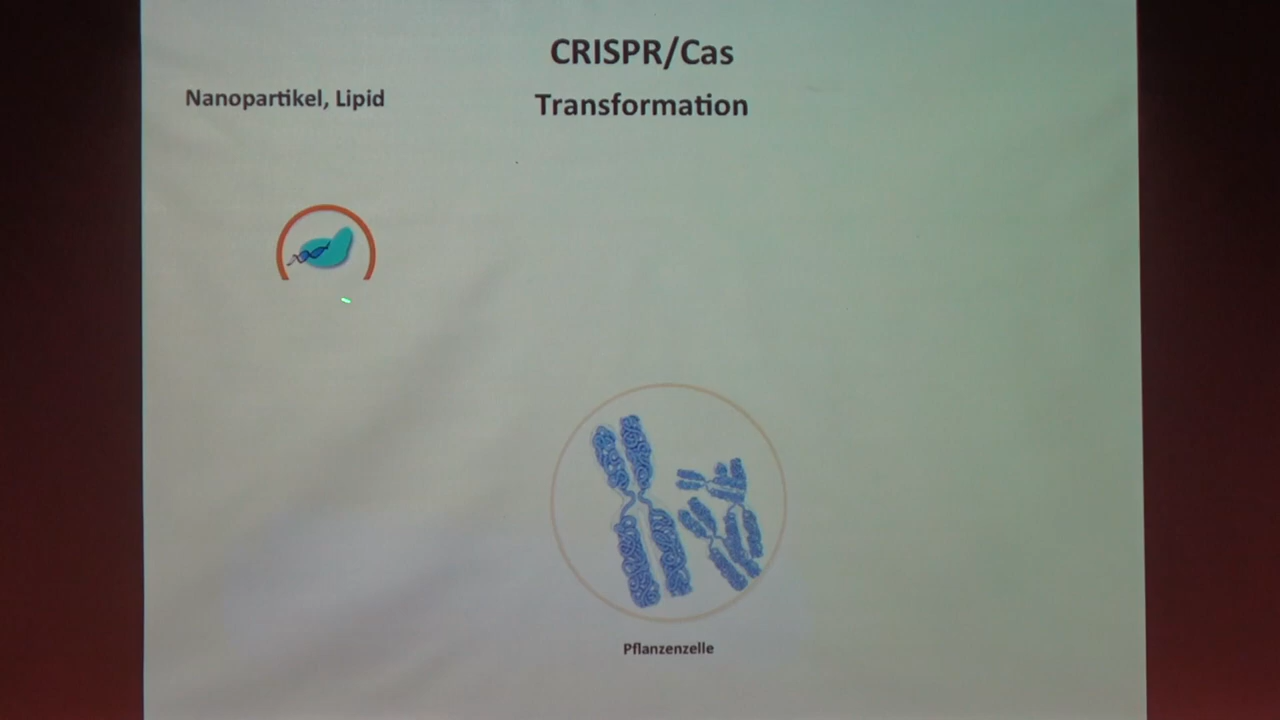 CRISPR/Cas
Nanopartikel, Lipid
Transformation
Pflanzenzelle